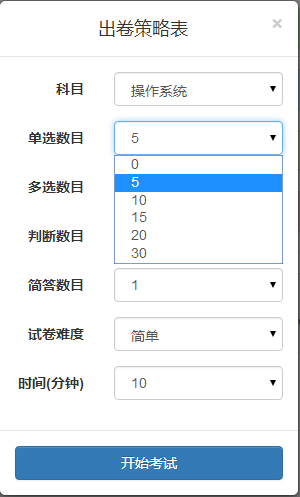 出卷策略表 ×
科目 操作系统
单选数目 5
0
多选数目 5
10
15
判断数目 20
30
简答数目 1
试卷难度 简单
时间(分钟) 10
开始考试